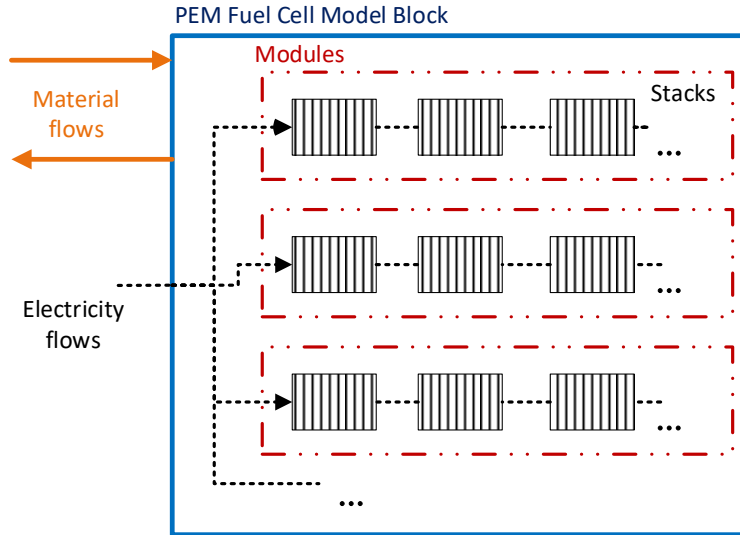 PEM Fuel Cell Model Block
Modules
Stacks
Material
flows
...
...
Electricity
flows
...
...